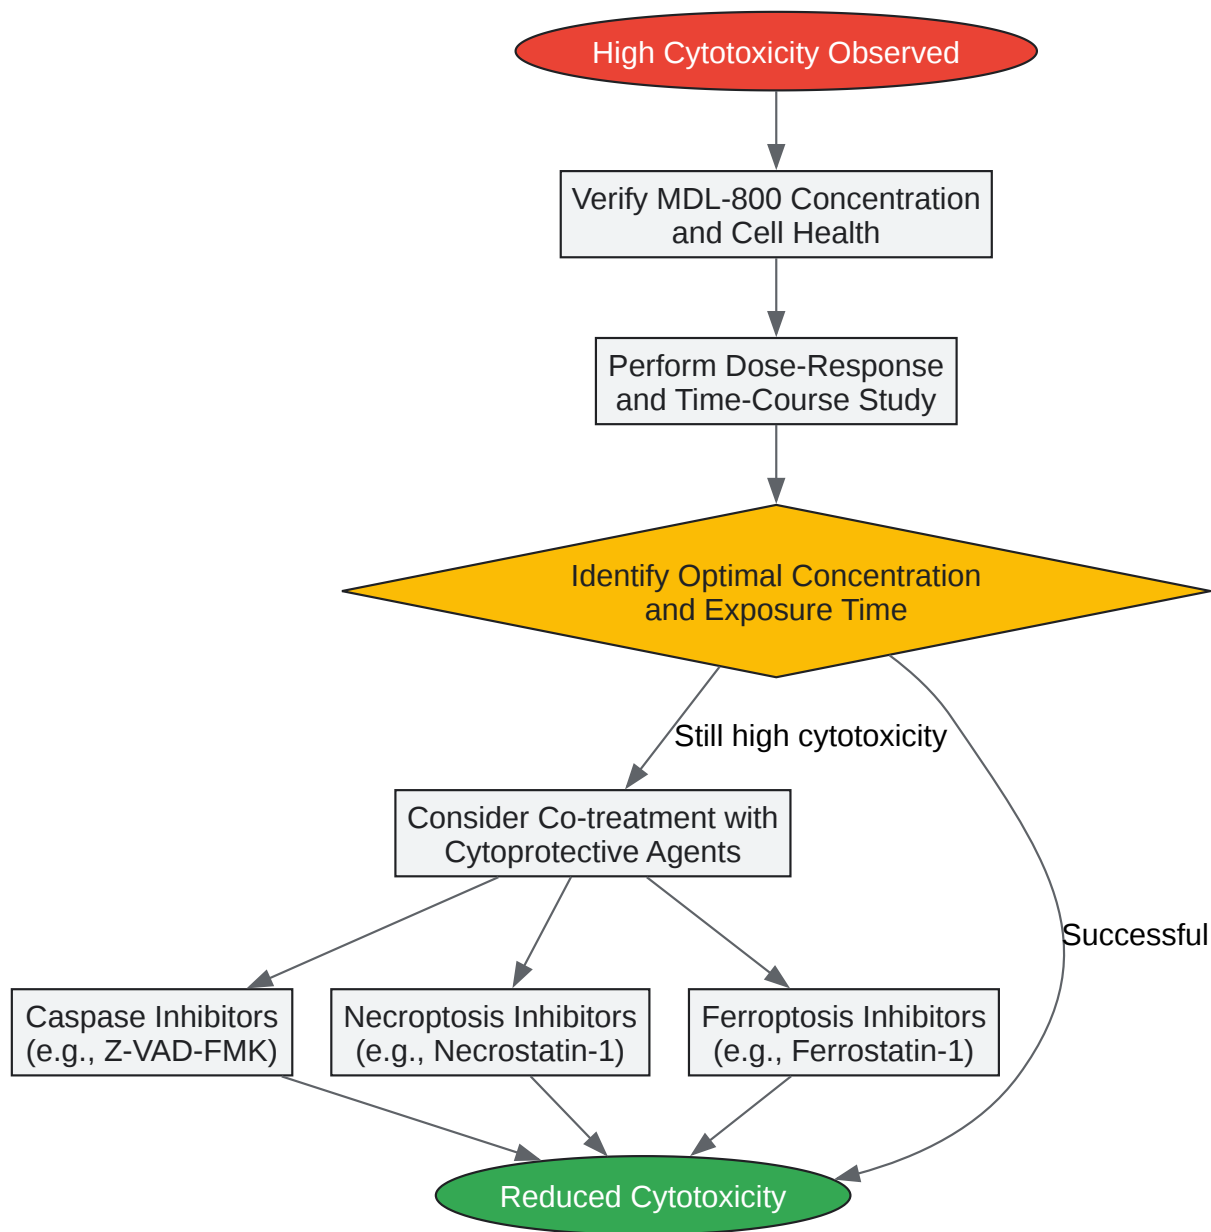 High Cytotoxicity Observed
Verify MDL-800 Concentration
and Cell Health
Perform Dose-Response
and Time-Course Study
Identify Optimal Concentration
and Exposure Time
Still high cytotoxicity
Consider Co-treatment with
Cytoprotective Agents
Successful
Caspase Inhibitors
(e.g., Z-VAD-FMK)
Necroptosis Inhibitors
(e.g., Necrostatin-1)
Ferroptosis Inhibitors
(e.g., Ferrostatin-1)
Reduced Cytotoxicity